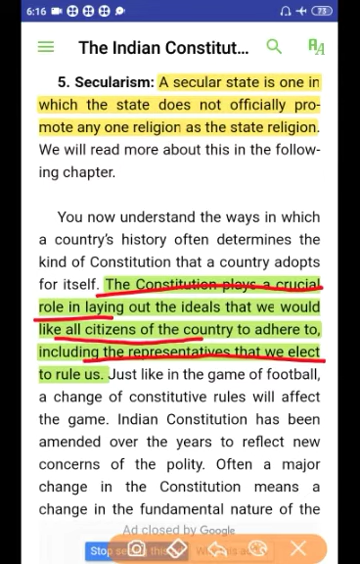 6:16
73
The Indian Constitut...
5. Secularism: A secular state is one in
which the state does not officially pro-
mote any one religion as the state religion.
We will read more about this in the follow-
ing chapter.
You now understand the ways in which
a country's history often determines the
kind of Constitution that a country adopts
for itself. The Constitution plays a crucial
role in laying out the ideals that we would
like all citizens of the country to adhere to,
including the representatives that we elect
to rule us. Just like in the game of football,
a change of constitutive rules will affect
the game. Indian Constitution has been
amended over the years to reflect new
concerns of the polity. Often a major
change in the Constitution means a
change in the fundamental nature of the
Ad closed by Google
Stop